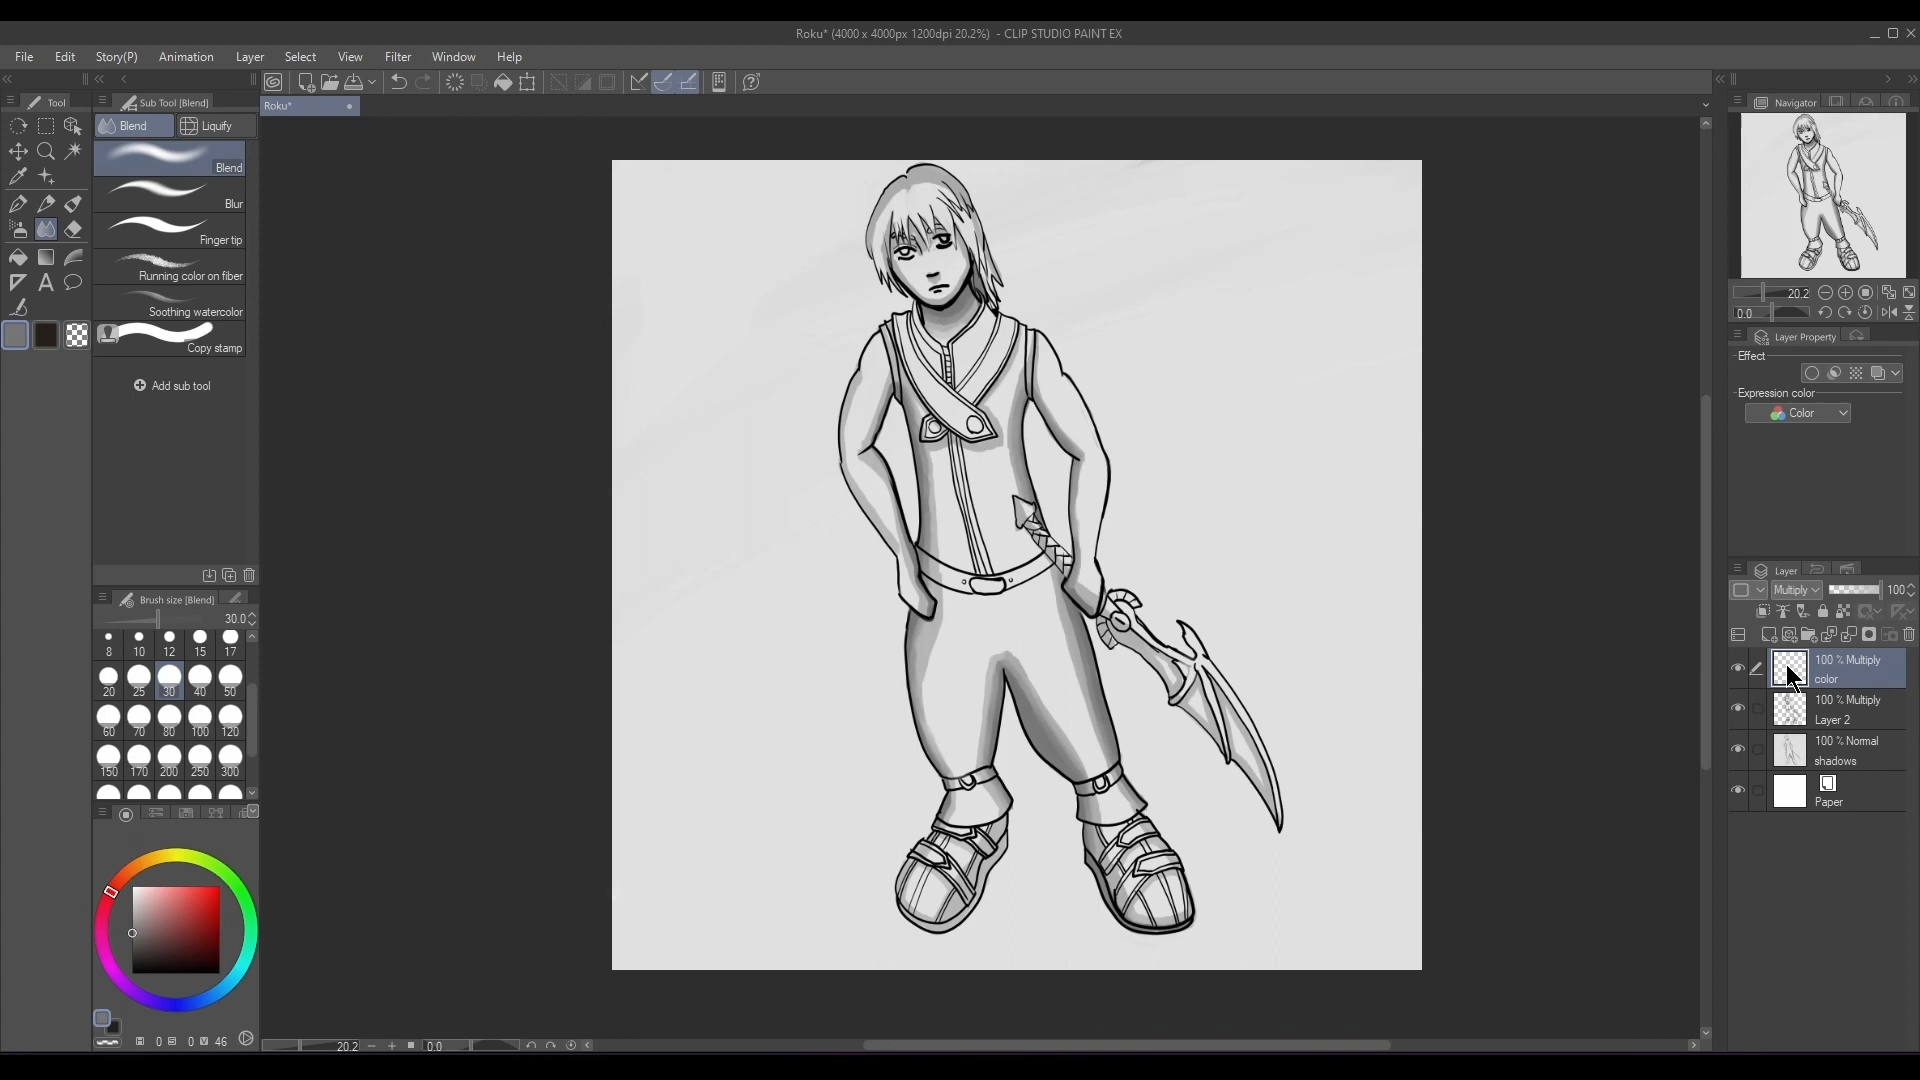 Roku* (4000 x 4000px 1200dpi 20.2%) - CLIP STUDIO PAINT EX
File Edit Story(P) Animation Layer Select View Filter Window Help
Tool
Sub Tool [Blend]
Roku*
Blend
Liquify
Blend
Blur
Finger tip
Running color on fiber
Soothing watercolor
Copy stamp
Add sub tool
Brush size [Blend]
30.0
8 10 12 15 17
20 25 30 40 50
60 70 80 100 120
150 170 200 250 300
0 0 46
20.2
0.0
Navigator
20.2
0.0
Layer Property
Effect
Expression color
Color
Layer
Multiply 100
100 % Multiply
color
100 % Multiply
Layer 2
100 % Normal
shadows
Paper